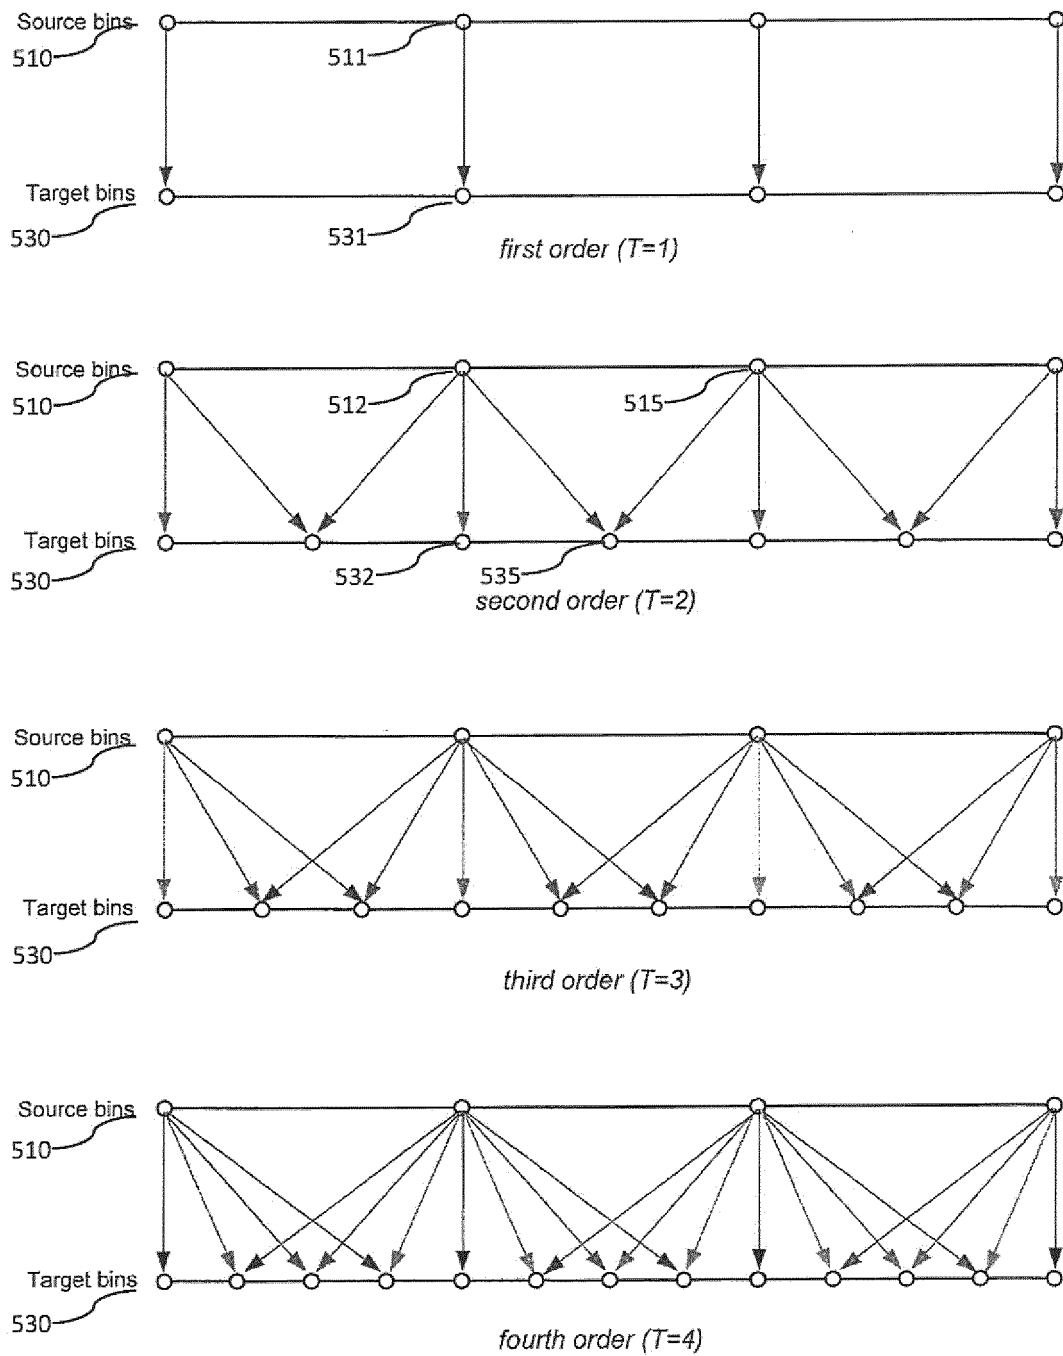 Source bins
510
511
Target bins
530
531
first order (T=1)
Source bins
510
512
515
Target bins
530
532
535
second order (T=2)
Source bins
510
Target bins
530
third order (T=3)
Source bins
510
Target bins
530
fourth order (T=4)